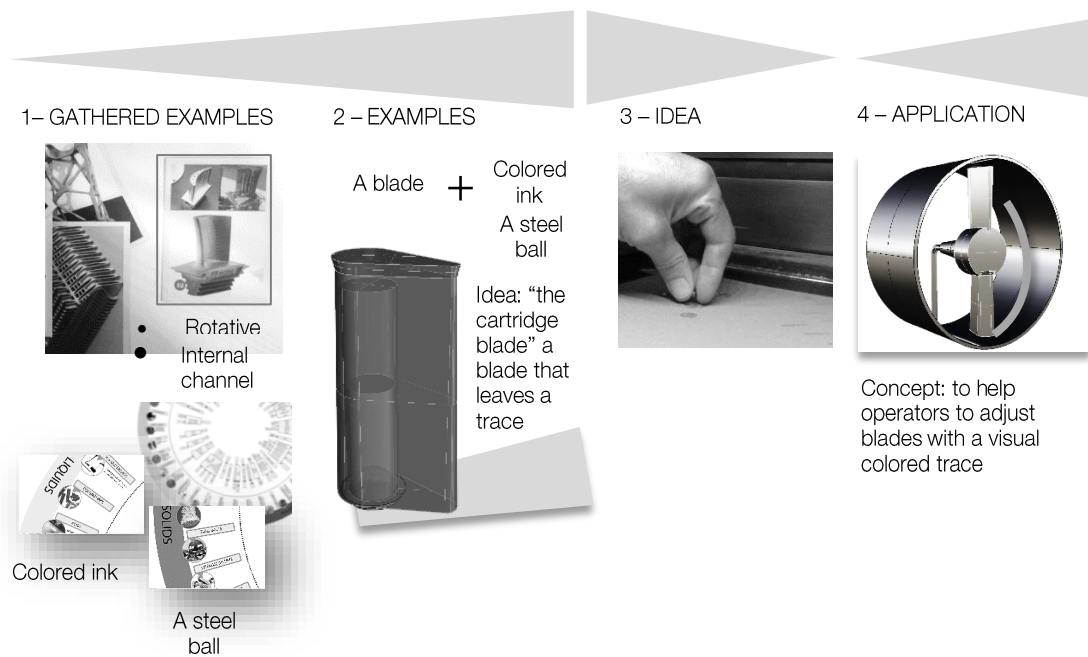 1– GATHERED EXAMPLES
2 – EXAMPLES
3 – IDEA
4 – APPLICATION
• Rotative
• Internal
channel
LIQUIDS
SOLIDS
Colored ink
A steel
ball
A blade
+
Colored
ink
A steel
ball
Idea: “the
cartridge
blade” a
blade that
leaves a
trace
Concept: to help
operators to adjust
blades with a visual
colored trace